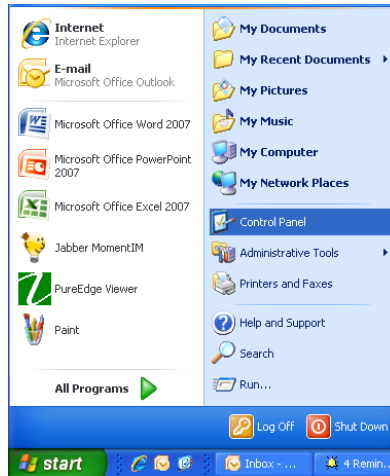 Internet
Internet Explorer
E-mail
Microsoft Office Outlook
Microsoft Office Word 2007
Microsoft Office PowerPoint
2007
Microsoft Office Excel 2007
Jabber MomentIM
PureEdge Viewer
Paint
All Programs
My Documents
My Recent Documents
My Pictures
My Music
My Computer
My Network Places
Control Panel
Administrative Tools
Printers and Faxes
Help and Support
Search
Run...
Log Off
Shut Down
start
Inbox - ...
4 Remin...